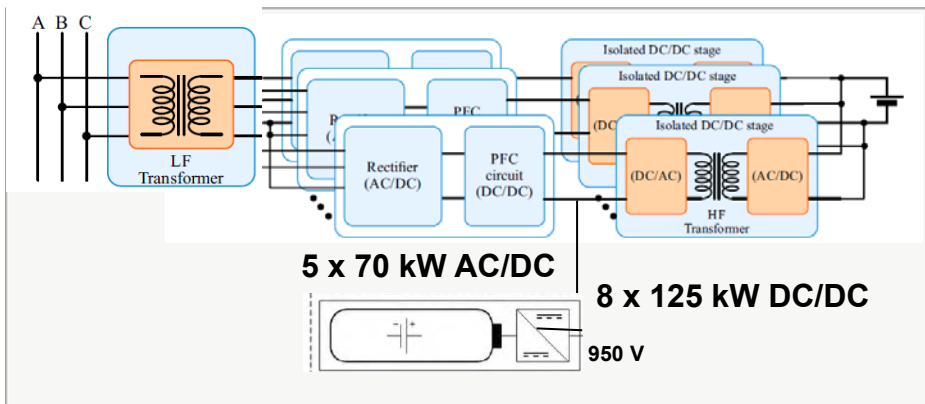 A B C
LF
Transformer
Rectifier
(AC/DC)
PFC
PFC
circuit
(DC/DC)
Isolated DC/DC stage
Isolated DC/DC stage
(DC
Isolated DC/DC stage
(DC/AC)
(AC/DC)
HF
Transformer
5 x 70 kW AC/DC
8 x 125 kW DC/DC
- +
950 V